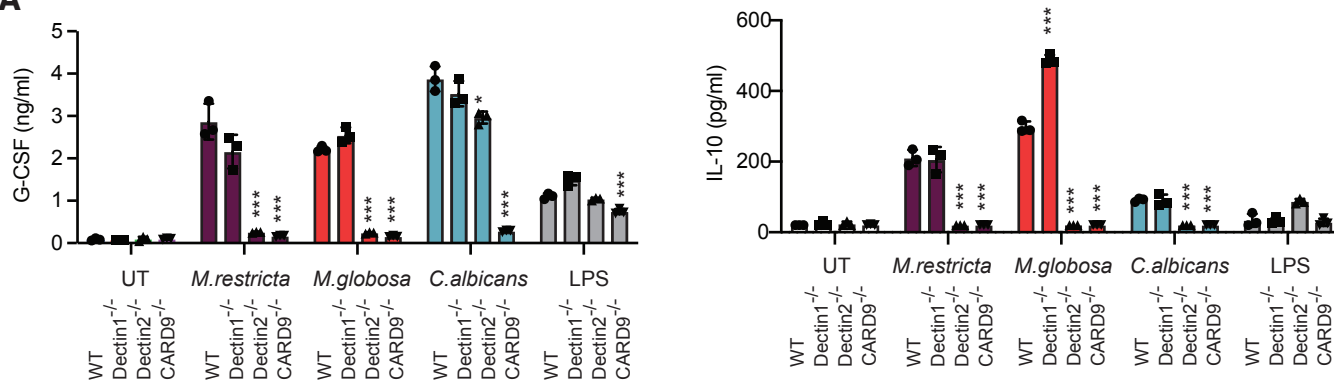 A
G-CSF (ng/ml)
5
4
3
2
1
0
***
***
***
***
*
***
***
UT
M.restricta
M.globosa
C.albicans
LPS
WT
Dectin1-/-
Dectin2-/-
CARD9-/-
WT
Dectin1-/-
Dectin2-/-
CARD9-/-
WT
Dectin1-/-
Dectin2-/-
CARD9-/-
WT
Dectin1-/-
Dectin2-/-
CARD9-/-
WT
Dectin1-/-
Dectin2-/-
CARD9-/-
IL-10 (pg/ml)
600
400
200
0
***
***
***
***
***
***
***
UT
M.restricta
M.globosa
C.albicans
LPS
WT
Dectin1-/-
Dectin2-/-
CARD9-/-
WT
Dectin1-/-
Dectin2-/-
CARD9-/-
WT
Dectin1-/-
Dectin2-/-
CARD9-/-
WT
Dectin1-/-
Dectin2-/-
CARD9-/-
WT
Dectin1-/-
Dectin2-/-
CARD9-/-